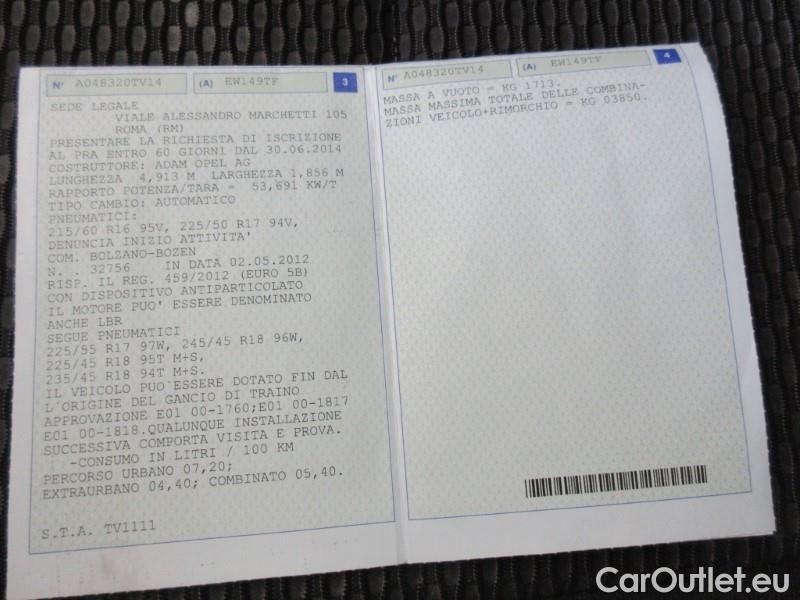 N° A048320TV14 (A) EW149TF 3
SEDE LEGALE
VIALE ALESSANDRO MARCHETTI 105
ROMA (RM)
PRESENTARE LA RICHIESTA DI ISCRIZIONE
AL PRA ENTRO 60 GIORNI DAL 30.06.2014
COSTRUTTORE: ADAM OPEL AG
LUNGHEZZA 4,913 M LARGHEZZA 1,856 M
RAPPORTO POTENZA/TARA = 53,691 KW/T
TIPO CAMBIO: AUTOMATICO
PNEUMATICI:
215/60 R16 95V, 225/50 R17 94V,
DENUNCIA INIZIO ATTIVITA'
COM. BOLZANO-BOZEN
N. . 32756 IN DATA 02.05.2012
RISP. IL REG. 459/2012 (EURO 5B)
CON DISPOSITIVO ANTIPARTICOLATO
IL MOTORE PUO' ESSERE DENOMINATO
ANCHE LBR
SEGUE PNEUMATICI
225/55 R17 97W, 245/45 R18 96W,
225/45 R18 95T M+S,
235/45 R18 94T M+S.
IL VEICOLO PUO`ESSERE DOTATO FIN DAL
L`ORIGINE DEL GANCIO DI TRAINO
APPROVAZIONE E01 00-1760;E01 00-1817
E01 00-1818.QUALUNQUE INSTALLAZIONE
SUCCESSIVA COMPORTA VISITA E PROVA.
-CONSUMO IN LITRI / 100 KM
PERCORSO URBANO 07,20;
EXTRAURBANO 04,40; COMBINATO 05,40.
S.T.A. TV1111
N° A048320TV14 (A) EW149TF 4
MASSA A VUOTO = KG 1713.
MASSA MASSIMA TOTALE DELLE COMBINA-
ZIONI VEICOLO+RIMORCHIO = KG 03850.
CarOutlet.eu